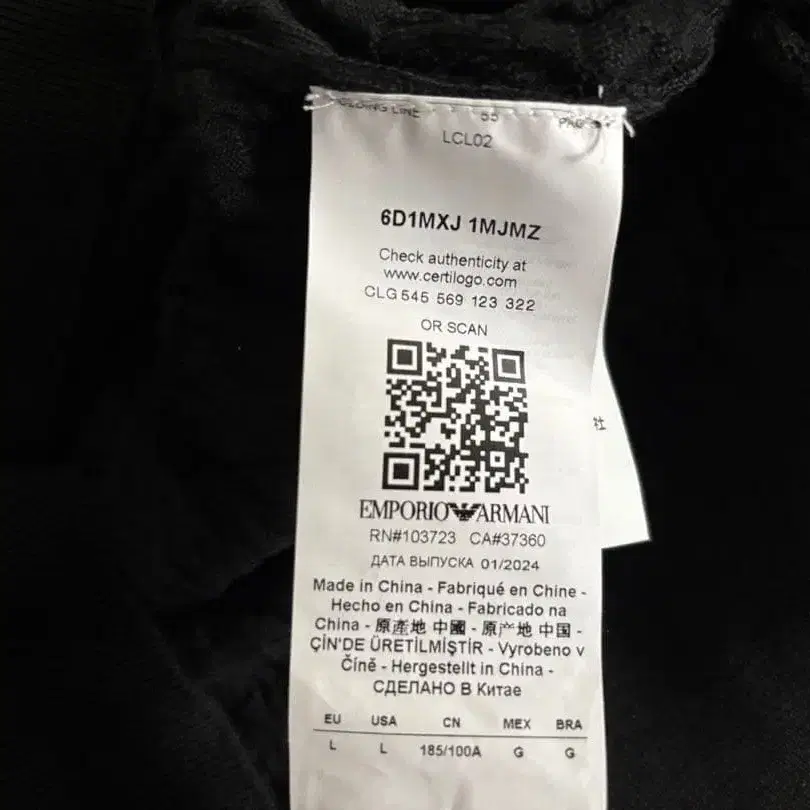 LCL02
6D1MXJ 1MJMZ
Check authenticity at
www.certilogo.com
CLG 545 569 123 322
OR SCAN
EMPORIO ARMANI
RN#103723 CA#37360
ДАТА ВЫПУСКА 01/2024
Made in China - Fabriqué en Chine -
Hecho en China - Fabricado na
China - 原產地 中國 - 原产地 中国 -
ÇİN'DE ÜRETİLMİŞTİR - Vyrobeno v
Číně - Hergestellt in China -
СДЕЛАНО В Китае
EU USA CN MEX BRA
L L 185/100A G G
社